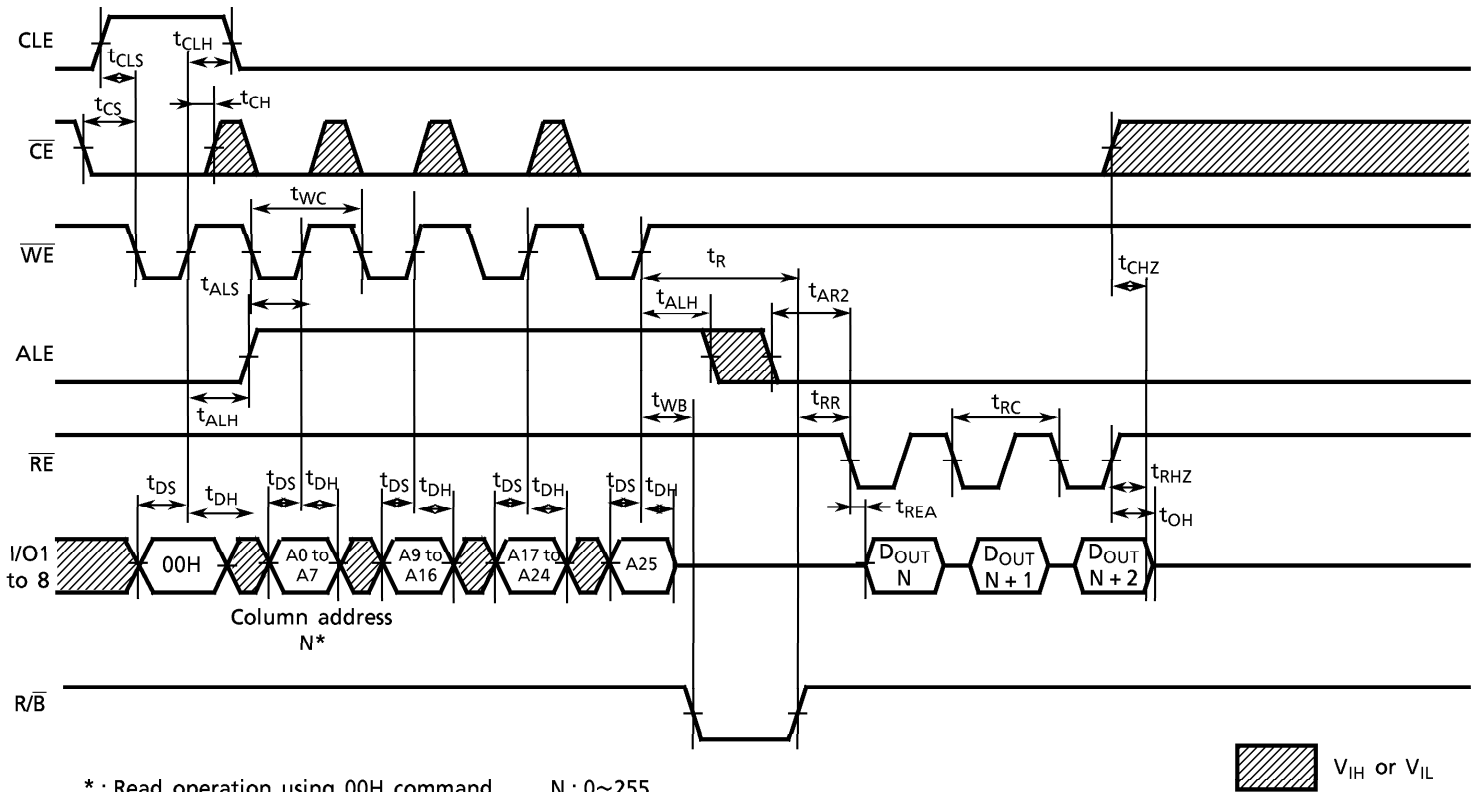 CLE
tCLS
tCLH
tCS
tCH
CE
tWC
WE
tR
tCHZ
tALS
tALH
tAR2
ALE
tALH
tWB
tRR
tRC
RE
tDS
tDH
tDS
tDH
tDS
tDH
tDS
tDH
tDS
tDH
tREA
tRHZ
tOH
I/O1
to 8
00H
A0 to
A7
A9 to
A16
A17 to
A24
A25
DOUT
N
DOUT
N + 1
DOUT
N + 2
Column address
N*
R/B
VIH or VIL
* : Read operation using 00H command N : 0~255